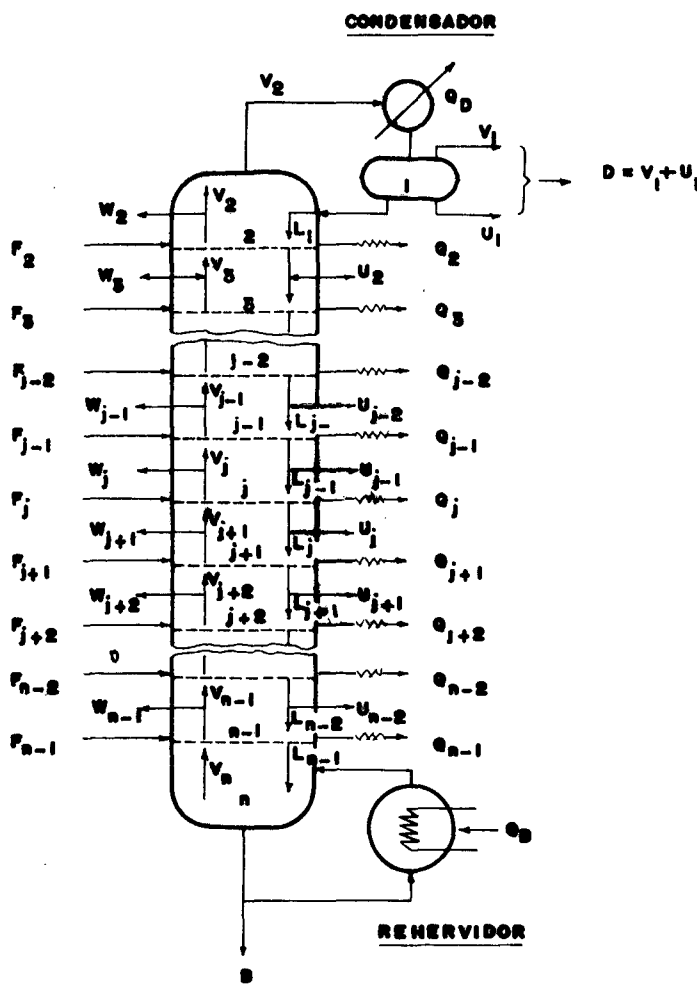 CONDENSADOR
V2
QD
V1
1
D = V1 + U1
U1
W2
V2
L1
F2
2
Q2
W3
V3
U2
F3
3
Q3
Fj-2
j-2
Qj-2
Wj-1
Vj-1
Uj-2
Lj-
Fj-1
j-1
Qj-1
Wj
Vj
Lj-1
Uj-1
Fj
j
Qj
Wj+1
Vj+1
Lj
Uj
Fj+1
j+1
Qj+1
Wj+2
Vj+2
Lj+1
Uj+1
Fj+2
j+2
Qj+2
Fn-2
Qn-2
Wn-1
Vn-1
Ln-2
Un-2
Fn-1
n-1
Qn-1
Vn
Ln-1
n
QB
REHERVIDOR
B